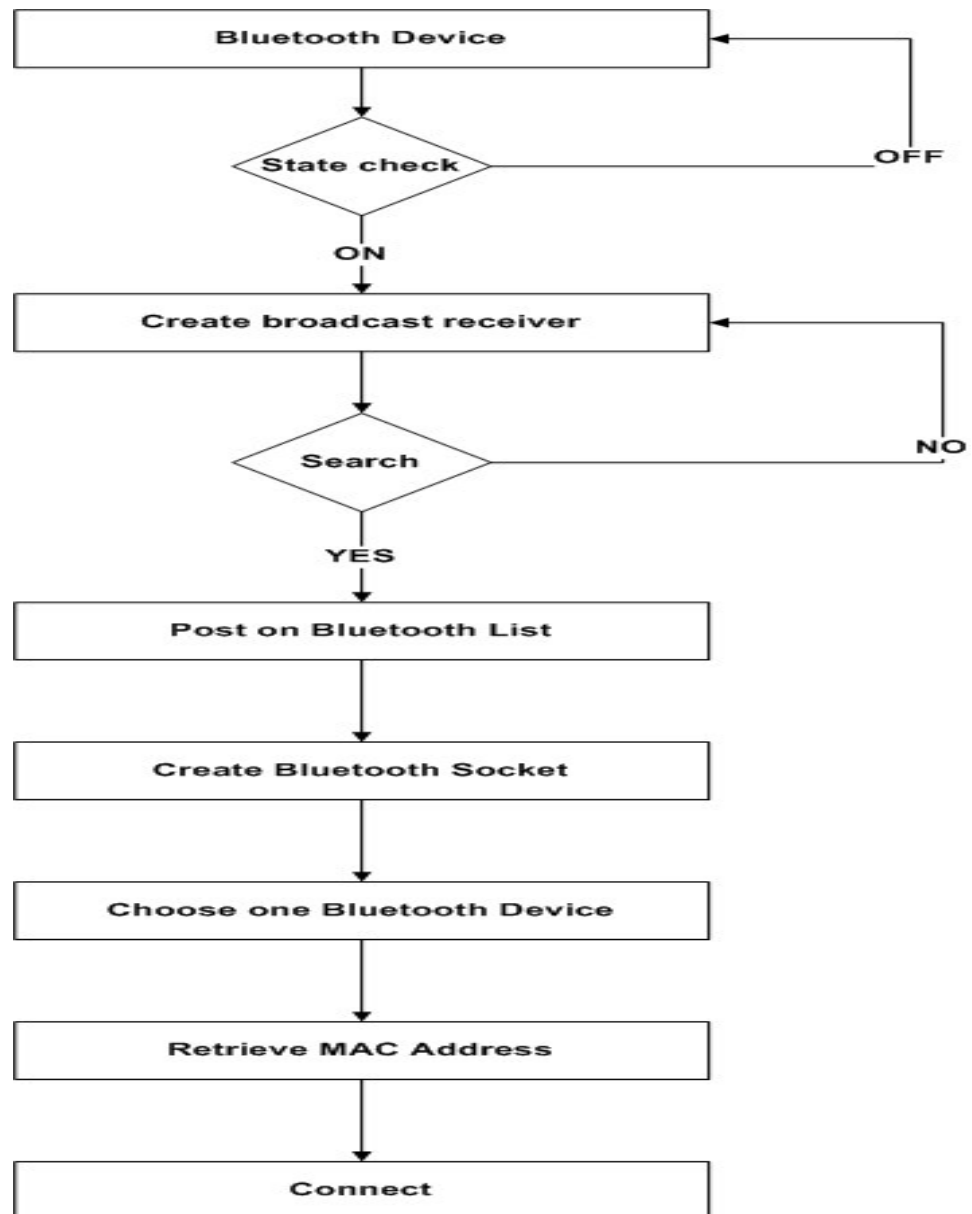 Bluetooth Device
State check
OFF
ON
Create broadcast receiver
Search
NO
YES
Post on Bluetooth List
Create Bluetooth Socket
Choose one Bluetooth Device
Retrieve MAC Address
Connect